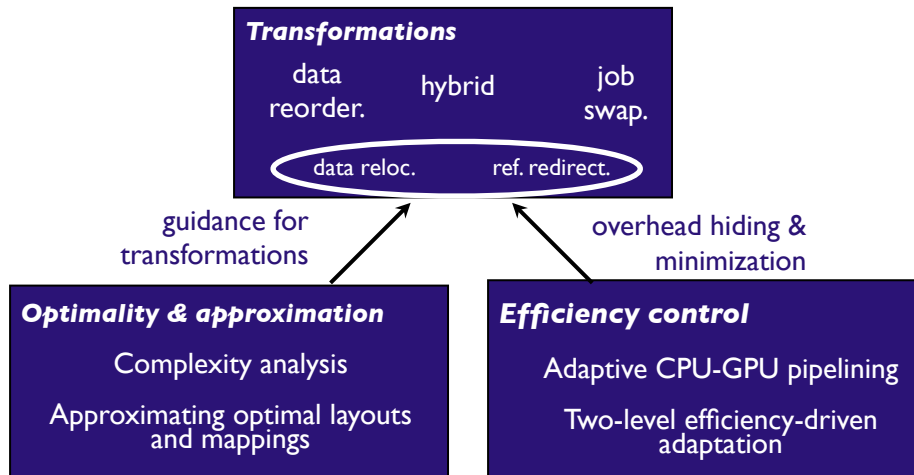 Transformations
data
reorder.
hybrid
job
swap.
data reloc.
ref. redirect.
guidance for
transformations
overhead hiding &
minimization
Optimality & approximation
Complexity analysis
Approximating optimal layouts
and mappings
Efficiency control
Adaptive CPU-GPU pipelining
Two-level efficiency-driven
adaptation